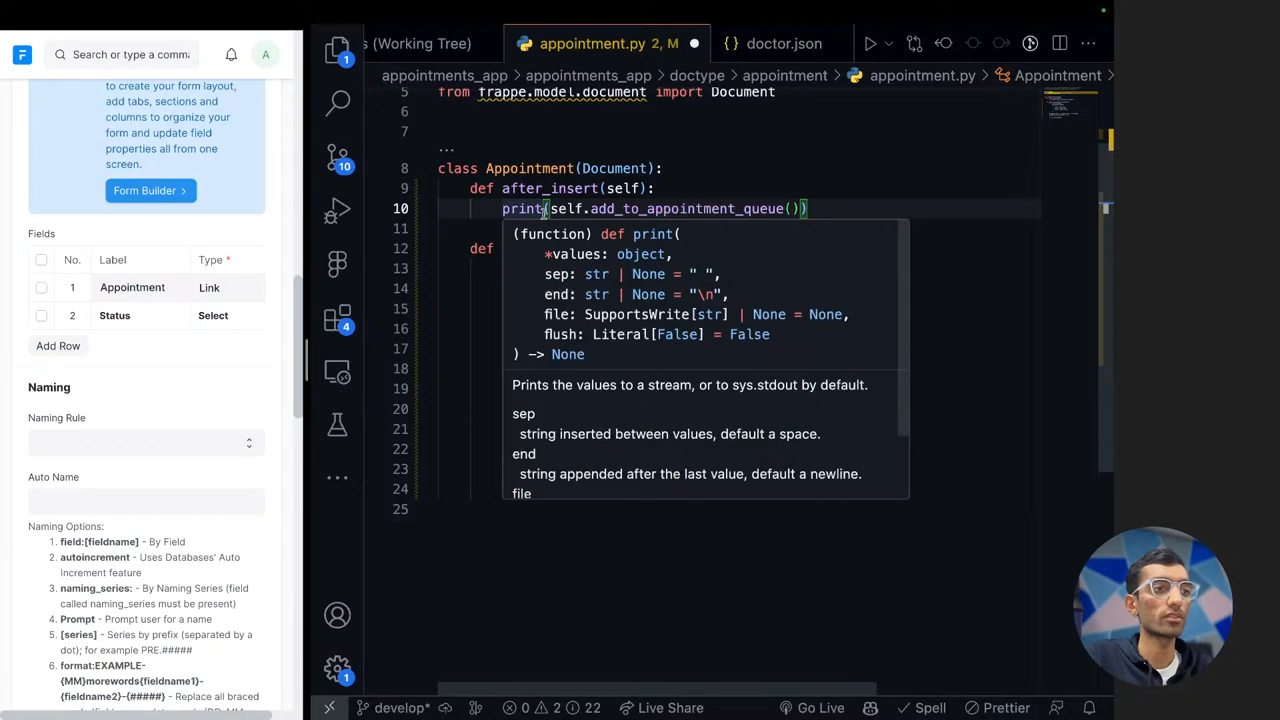 Search or type a comma
A
to create your form layout,
add tabs, sections and
columns to organize your
form and update field
properties all from one
screen.
Form Builder >
Fields
No. Label Type *
1 Appointment Link
2 Status Select
Add Row
Naming
Naming Rule
Auto Name
Naming Options:
1. field:[fieldname] - By Field
2. autoincrement - Uses Databases' Auto
Increment feature
3. naming_series: - By Naming Series (field
called naming_series must be present)
4. Prompt - Prompt user for a name
5. [series] - Series by prefix (separated by a
dot); for example PRE.#####
6. format:EXAMPLE-
{MM}morewords{fieldname1}-
{fieldname2}-{#####} - Replace all braced
1
10
4
1
s (Working Tree) appointment.py 2, M doctor.json
appointments_app > appointments_app > doctype > appointment > appointment.py > Appointment >
5 from frappe.model.document import Document
6
7
...
8 class Appointment(Document):
9 def after_insert(self):
10 print(self.add_to_appointment_queue())
11
12 def
13
14
15
16
17
18
19
20
21
22
23
24
25
(function) def print(
*values: object,
sep: str | None = " ",
end: str | None = "\n",
file: SupportsWrite[str] | None = None,
flush: Literal[False] = False
) -> None
Prints the values to a stream, or to sys.stdout by default.
sep
string inserted between values, default a space.
end
string appended after the last value, default a newline.
file
develop* 0 2 22 Live Share Go Live Spell Prettier